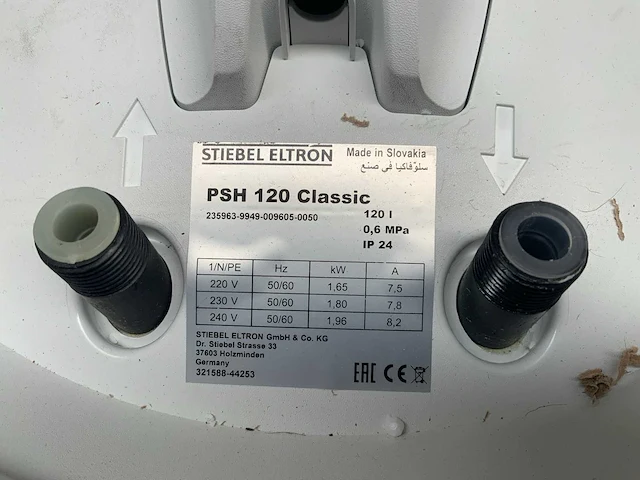 STIEBEL ELTRON Made in Slovakia
سلوفاكيا في صنع
PSH 120 Classic
235963-9949-009605-0050
120 l
0,6 MPa
IP 24
1/N/PE Hz kW A
220 V 50/60 1,65 7,5
230 V 50/60 1,80 7,8
240 V 50/60 1,96 8,2
STIEBEL ELTRON GmbH & Co. KG
Dr. Stiebel Strasse 33
37603 Holzminden
Germany
321588-44253
EAC CE